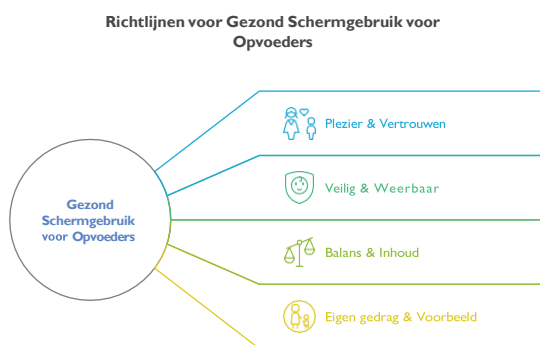 Richtlijnen voor Gezond Schermgebruik voor
Opvoeders
Gezond
Schermgebruik
voor Opvoeders
Plezier & Vertrouwen
Veilig & Weerbaar
Balans & Inhoud
Eigen gedrag & Voorbeeld